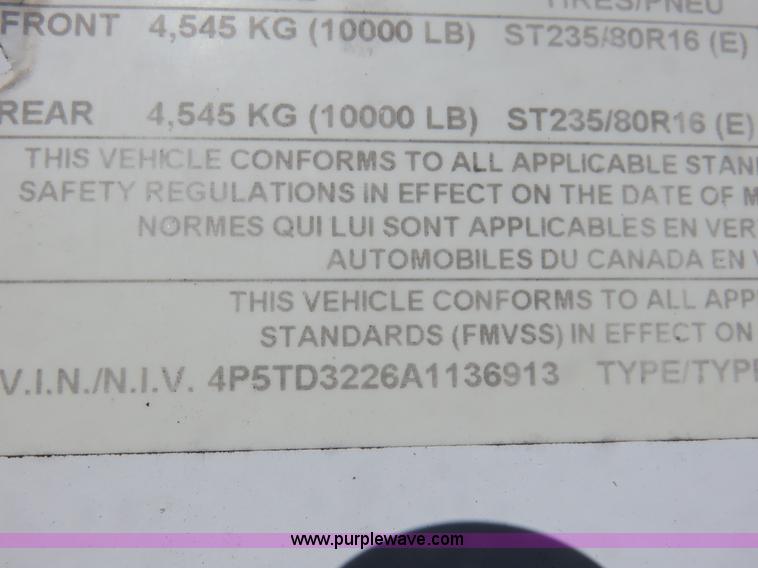 TIRES/PNEU
FRONT 4,545 KG (10000 LB) ST235/80R16 (E)
REAR 4,545 KG (10000 LB) ST235/80R16 (E)
THIS VEHICLE CONFORMS TO ALL APPLICABLE STAN
SAFETY REGULATIONS IN EFFECT ON THE DATE OF M
NORMES QUI LUI SONT APPLICABLES EN VER
AUTOMOBILES DU CANADA EN V
THIS VEHICLE CONFORMS TO ALL APP
STANDARDS (FMVSS) IN EFFECT ON
V.I.N./N.I.V. 4P5TD3226A1136913 TYPE/TYPE
www.purplewave.com